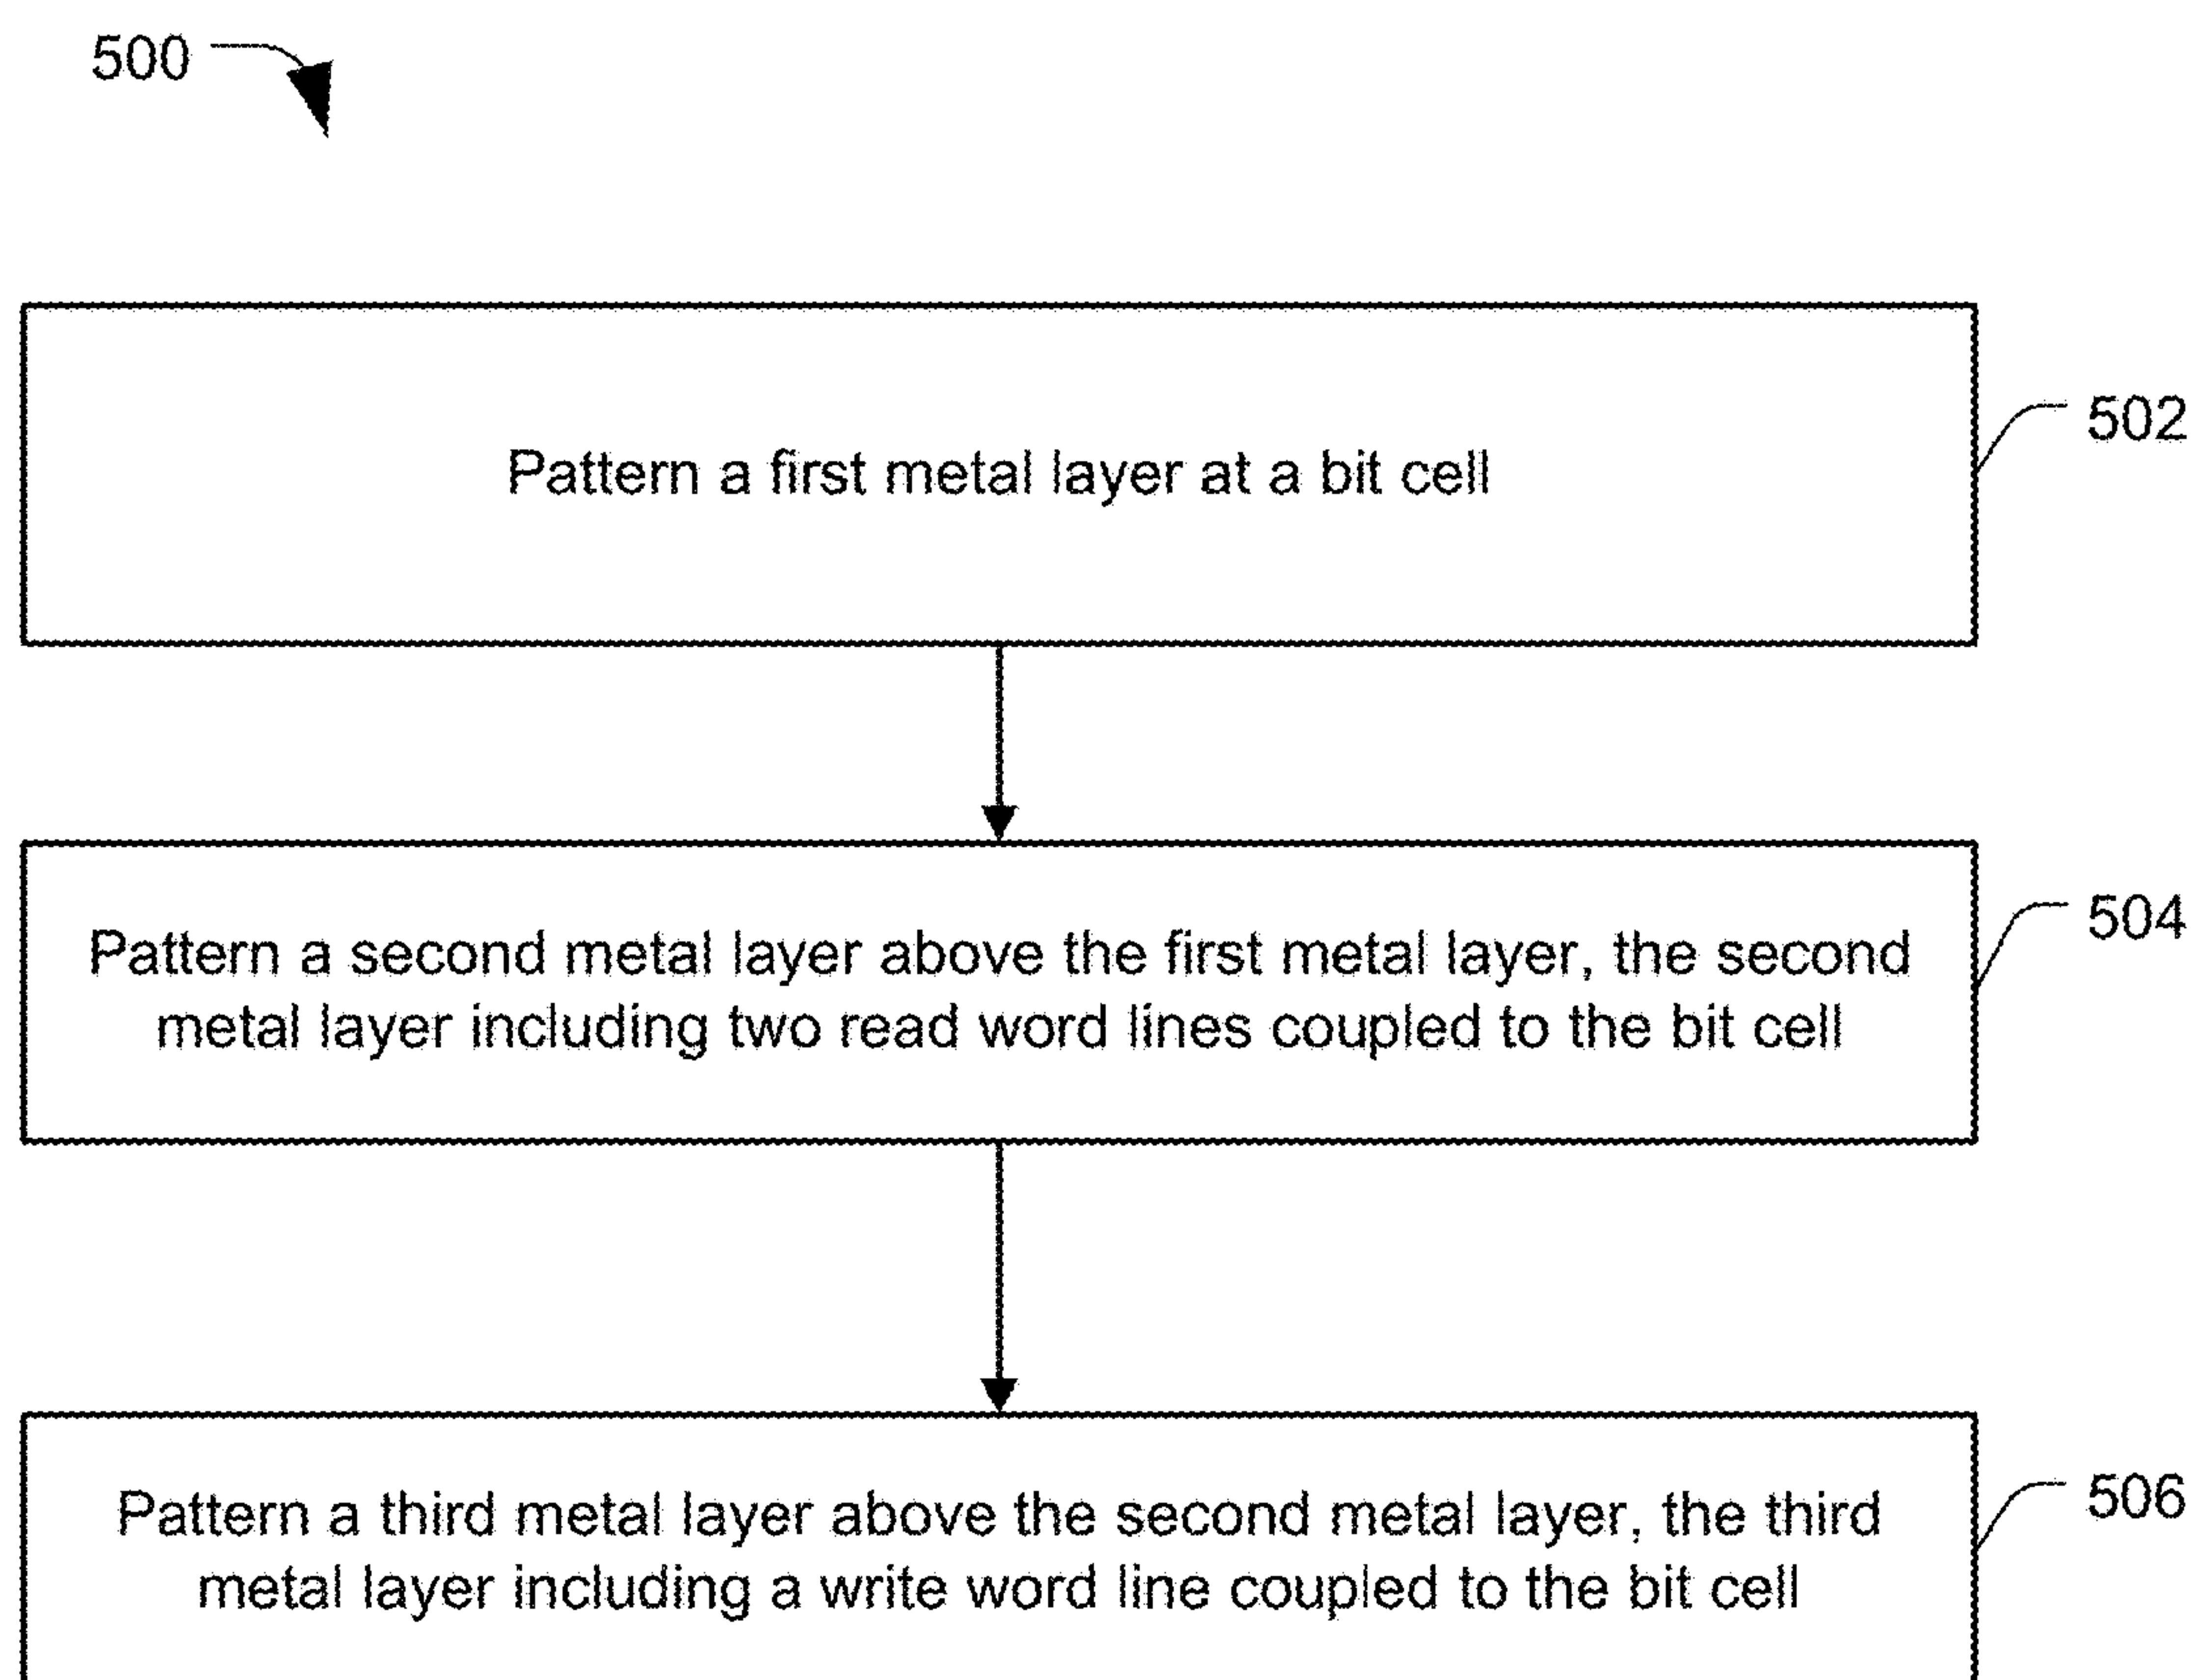 500
Pattern a first metal layer at a bit cell
502
Pattern a second metal layer above the first metal layer, the second
metal layer including two read word lines coupled to the bit cell
504
Pattern a third metal layer above the second metal layer, the third
metal layer including a write word line coupled to the bit cell
506